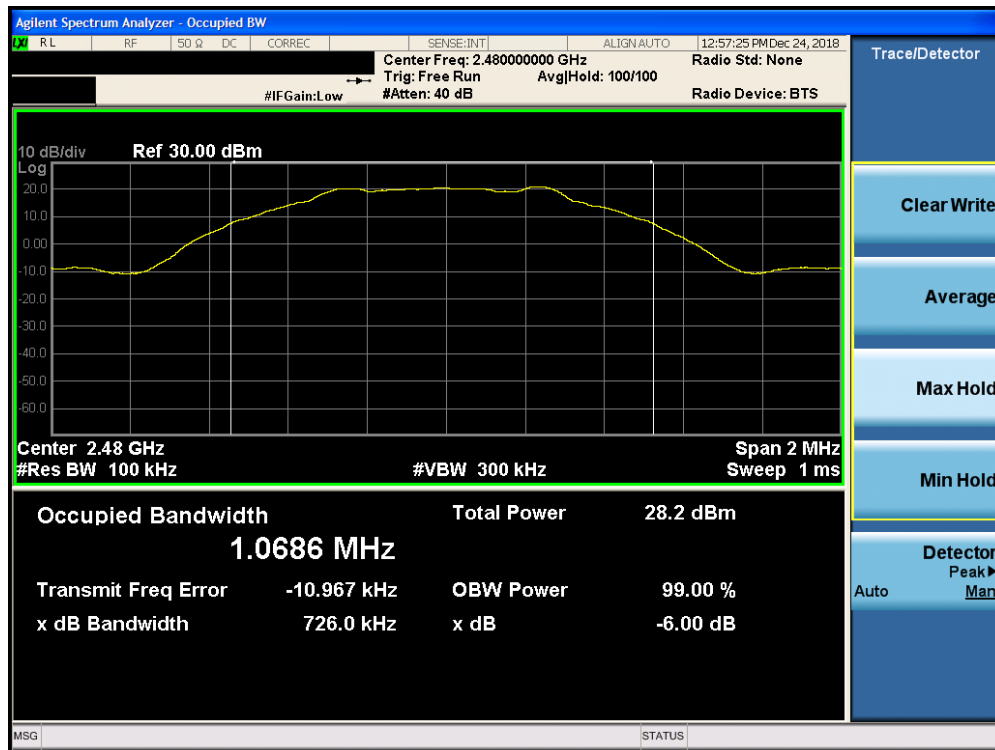 Agilent Spectrum Analyzer - Occupied BW
LXI RL RF 50 Ω DC CORREC SENSE:INT ALIGN AUTO 12:57:25 PM Dec 24, 2018
Center Freq: 2.480000000 GHz Radio Std: None
Trig: Free Run Avg|Hold: 100/100
#IFGain:Low #Atten: 40 dB Radio Device: BTS
10 dB/div Ref 30.00 dBm
Log
20.0
10.0
0.00
-10.0
-20.0
-30.0
-40.0
-50.0
-60.0
Center 2.48 GHz Span 2 MHz
#Res BW 100 kHz #VBW 300 kHz Sweep 1 ms
Occupied Bandwidth Total Power 28.2 dBm
1.0686 MHz
Transmit Freq Error -10.967 kHz OBW Power 99.00 %
x dB Bandwidth 726.0 kHz x dB -6.00 dB
MSG STATUS
Trace/Detector
Clear Write
Average
Max Hold
Min Hold
Detector
Peak▶
Auto Man